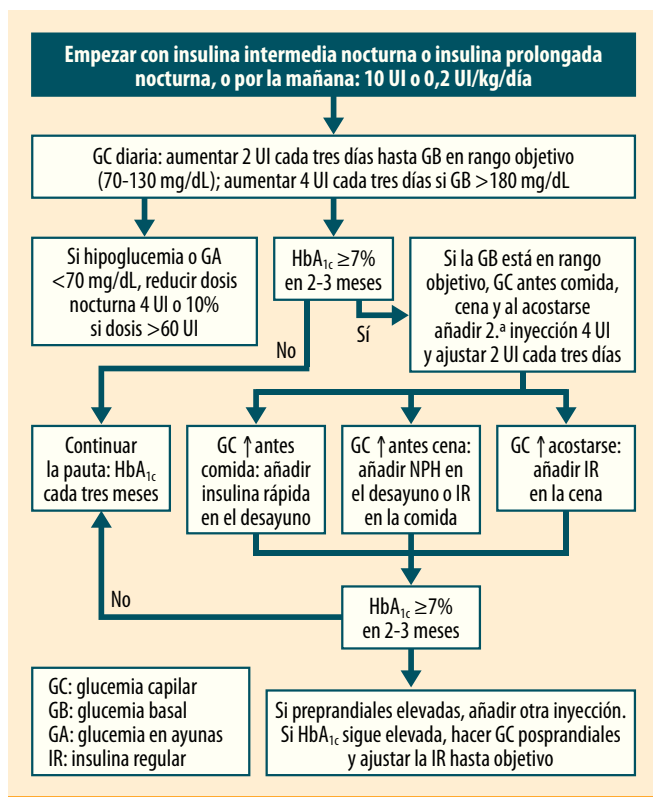 Empezar con insulina intermedia nocturna o insulina prolongada
nocturna, o por la mañana: 10 UI o 0,2 UI/kg/día
GC diaria: aumentar 2 UI cada tres días hasta GB en rango objetivo
(70-130 mg/dL); aumentar 4 UI cada tres días si GB >180 mg/dL
Si hipoglucemia o GA
<70 mg/dL, reducir dosis
nocturna 4 UI o 10%
si dosis >60 UI
HbA1c ≥7%
en 2-3 meses
Si la GB está en rango
objetivo, GC antes comida,
cena y al acostarse
añadir 2.ª inyección 4 UI
y ajustar 2 UI cada tres días
No
Sí
Continuar
la pauta: HbA1c
cada tres meses
GC ↑ antes
comida: añadir
insulina rápida
en el desayuno
GC ↑ antes cena:
añadir NPH en
el desayuno o IR
en la comida
GC ↑ acostarse:
añadir IR
en la cena
No
HbA1c ≥7%
en 2-3 meses
GC: glucemia capilar
GB: glucemia basal
GA: glucemia en ayunas
IR: insulina regular
Si preprandiales elevadas, añadir otra inyección.
Si HbA1c sigue elevada, hacer GC posprandiales
y ajustar la IR hasta objetivo